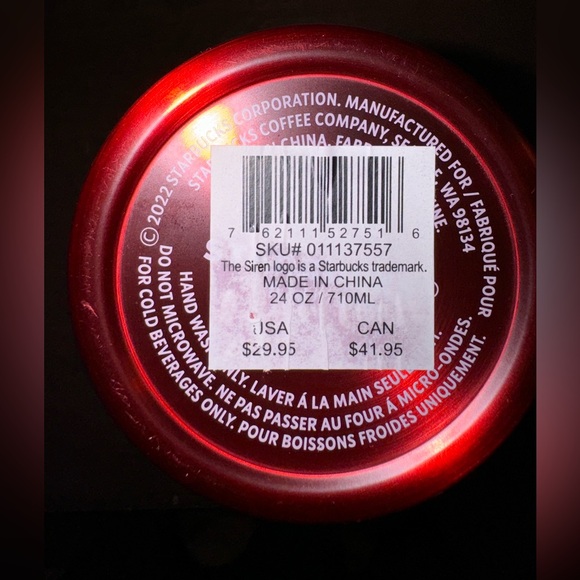 © 2022 STARBUCKS CORPORATION. MANUFACTURED FOR / FABRIQUÉ POUR
STARBUCKS COFFEE COMPANY, WA 98134
CHINA.
7 62111 52751 6
SKU# 011137557
The Siren logo is a Starbucks trademark.
MADE IN CHINA
24 OZ / 710ML
USA CAN
$29.95 $41.95
HAND WASH ONLY. LAVER Á LA MAIN
DO NOT MICROWAVE. NE PAS PASSER AU FOUR Á MICRO-ONDES.
FOR COLD BEVERAGES ONLY. POUR BOISSONS FROIDES UNIQUEMENT.